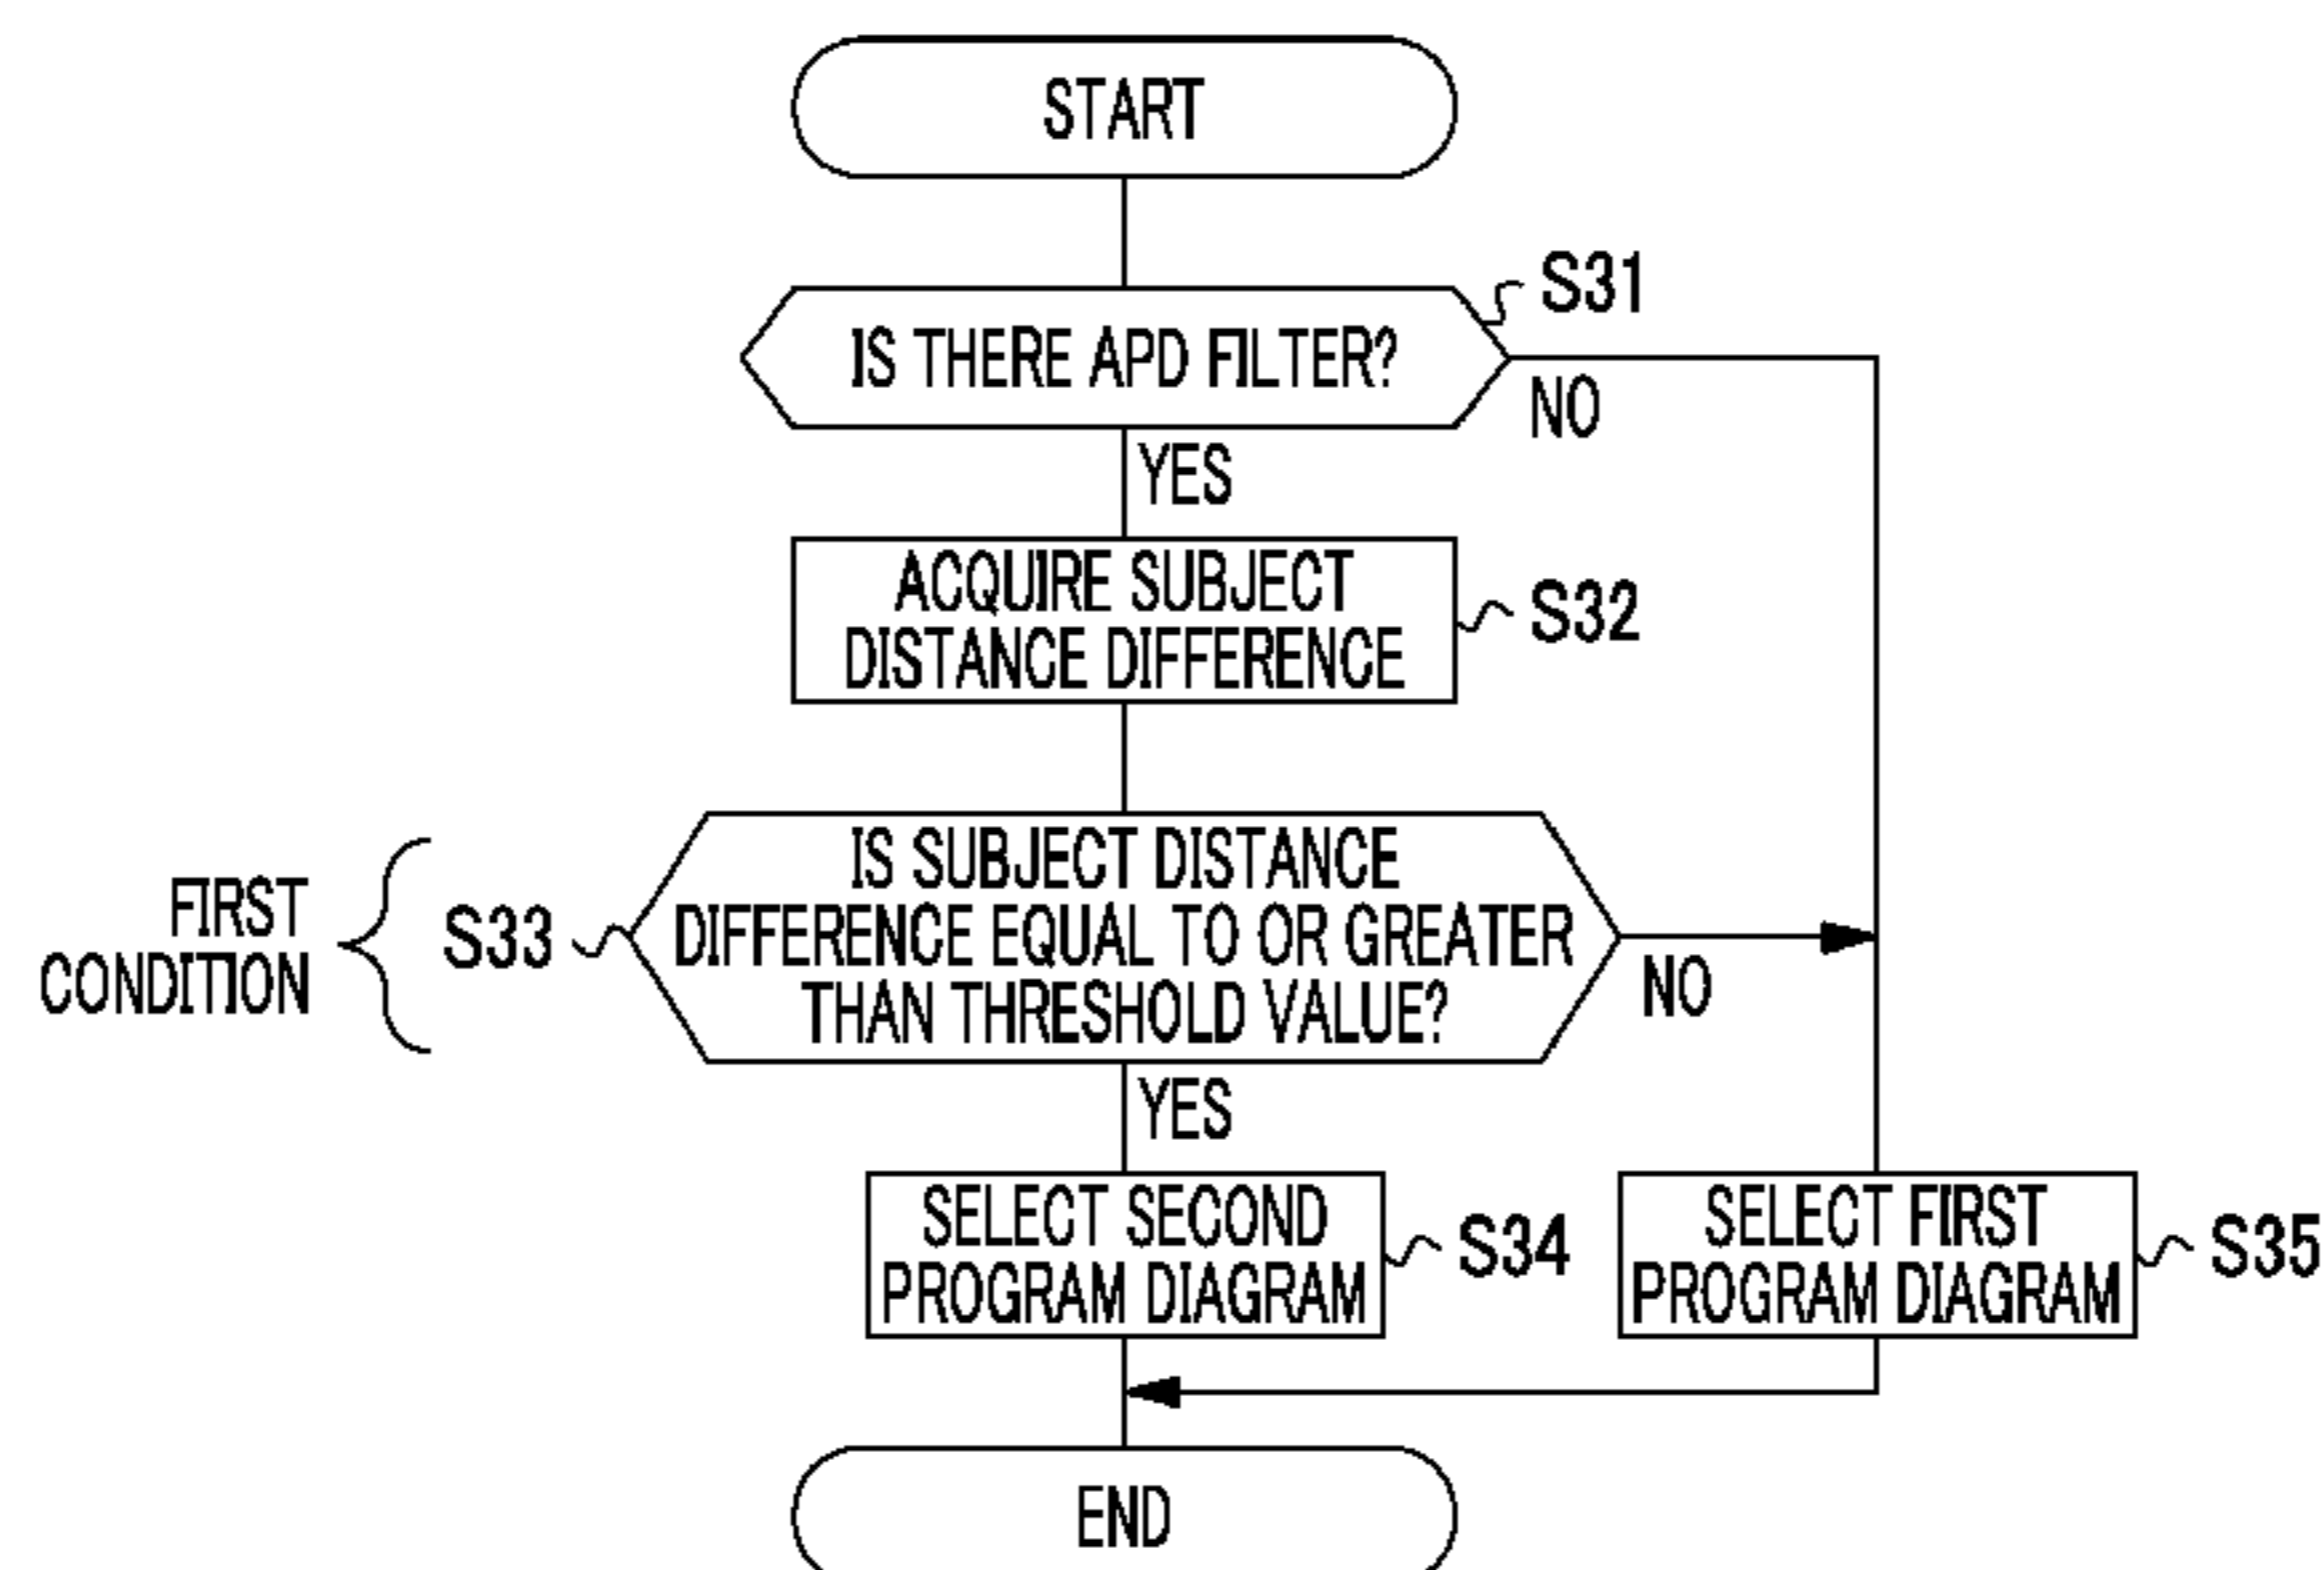 START
S31
IS THERE APD FILTER?
NO
YES
ACQUIRE SUBJECT
DISTANCE DIFFERENCE
S32
FIRST
CONDITION
S33
IS SUBJECT DISTANCE
DIFFERENCE EQUAL TO OR GREATER
THAN THRESHOLD VALUE?
NO
YES
SELECT SECOND
PROGRAM DIAGRAM
S34
SELECT FIRST
PROGRAM DIAGRAM
S35
END